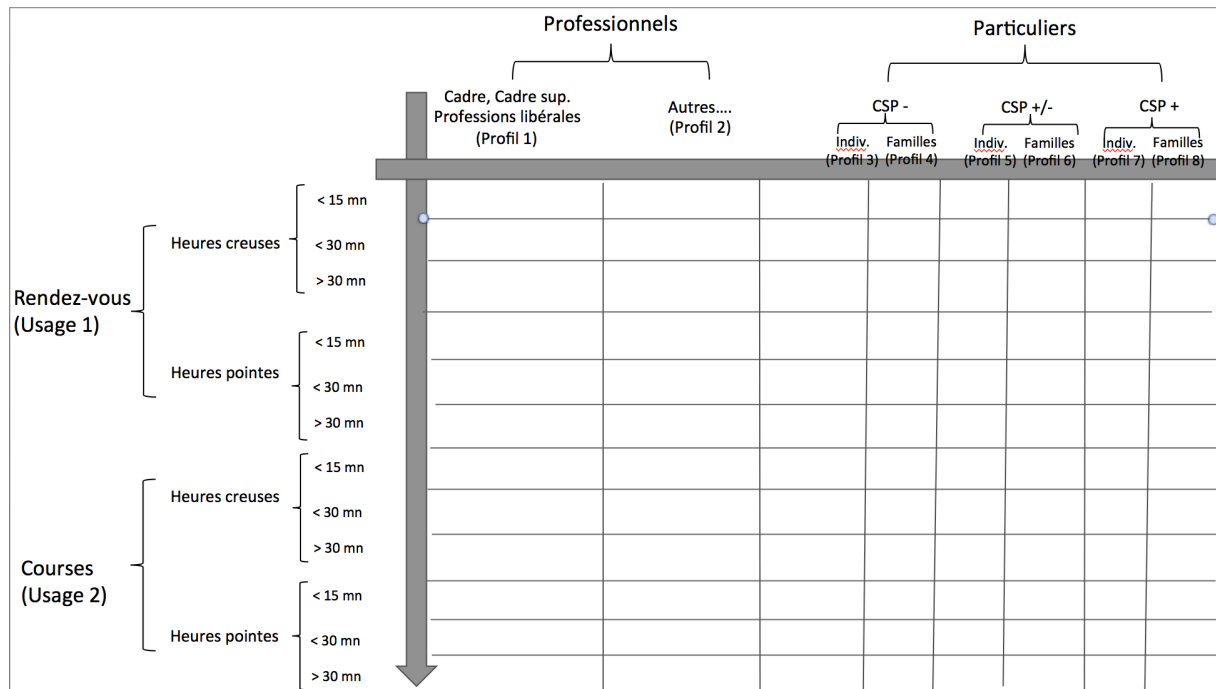 Professionnels
Particuliers
Cadre, Cadre sup.
Professions libérales
(Profil 1)
Autres....
(Profil 2)
CSP -
CSP +/-
CSP +
Indiv.
(Profil 3)
Familles
(Profil 4)
Indiv.
(Profil 5)
Familles
(Profil 6)
Indiv.
(Profil 7)
Familles
(Profil 8)
Rendez-vous
(Usage 1)
Heures creuses
< 15 mn
< 30 mn
> 30 mn
Heures pointes
< 15 mn
< 30 mn
> 30 mn
Courses
(Usage 2)
Heures creuses
< 15 mn
< 30 mn
> 30 mn
Heures pointes
< 15 mn
< 30 mn
> 30 mn